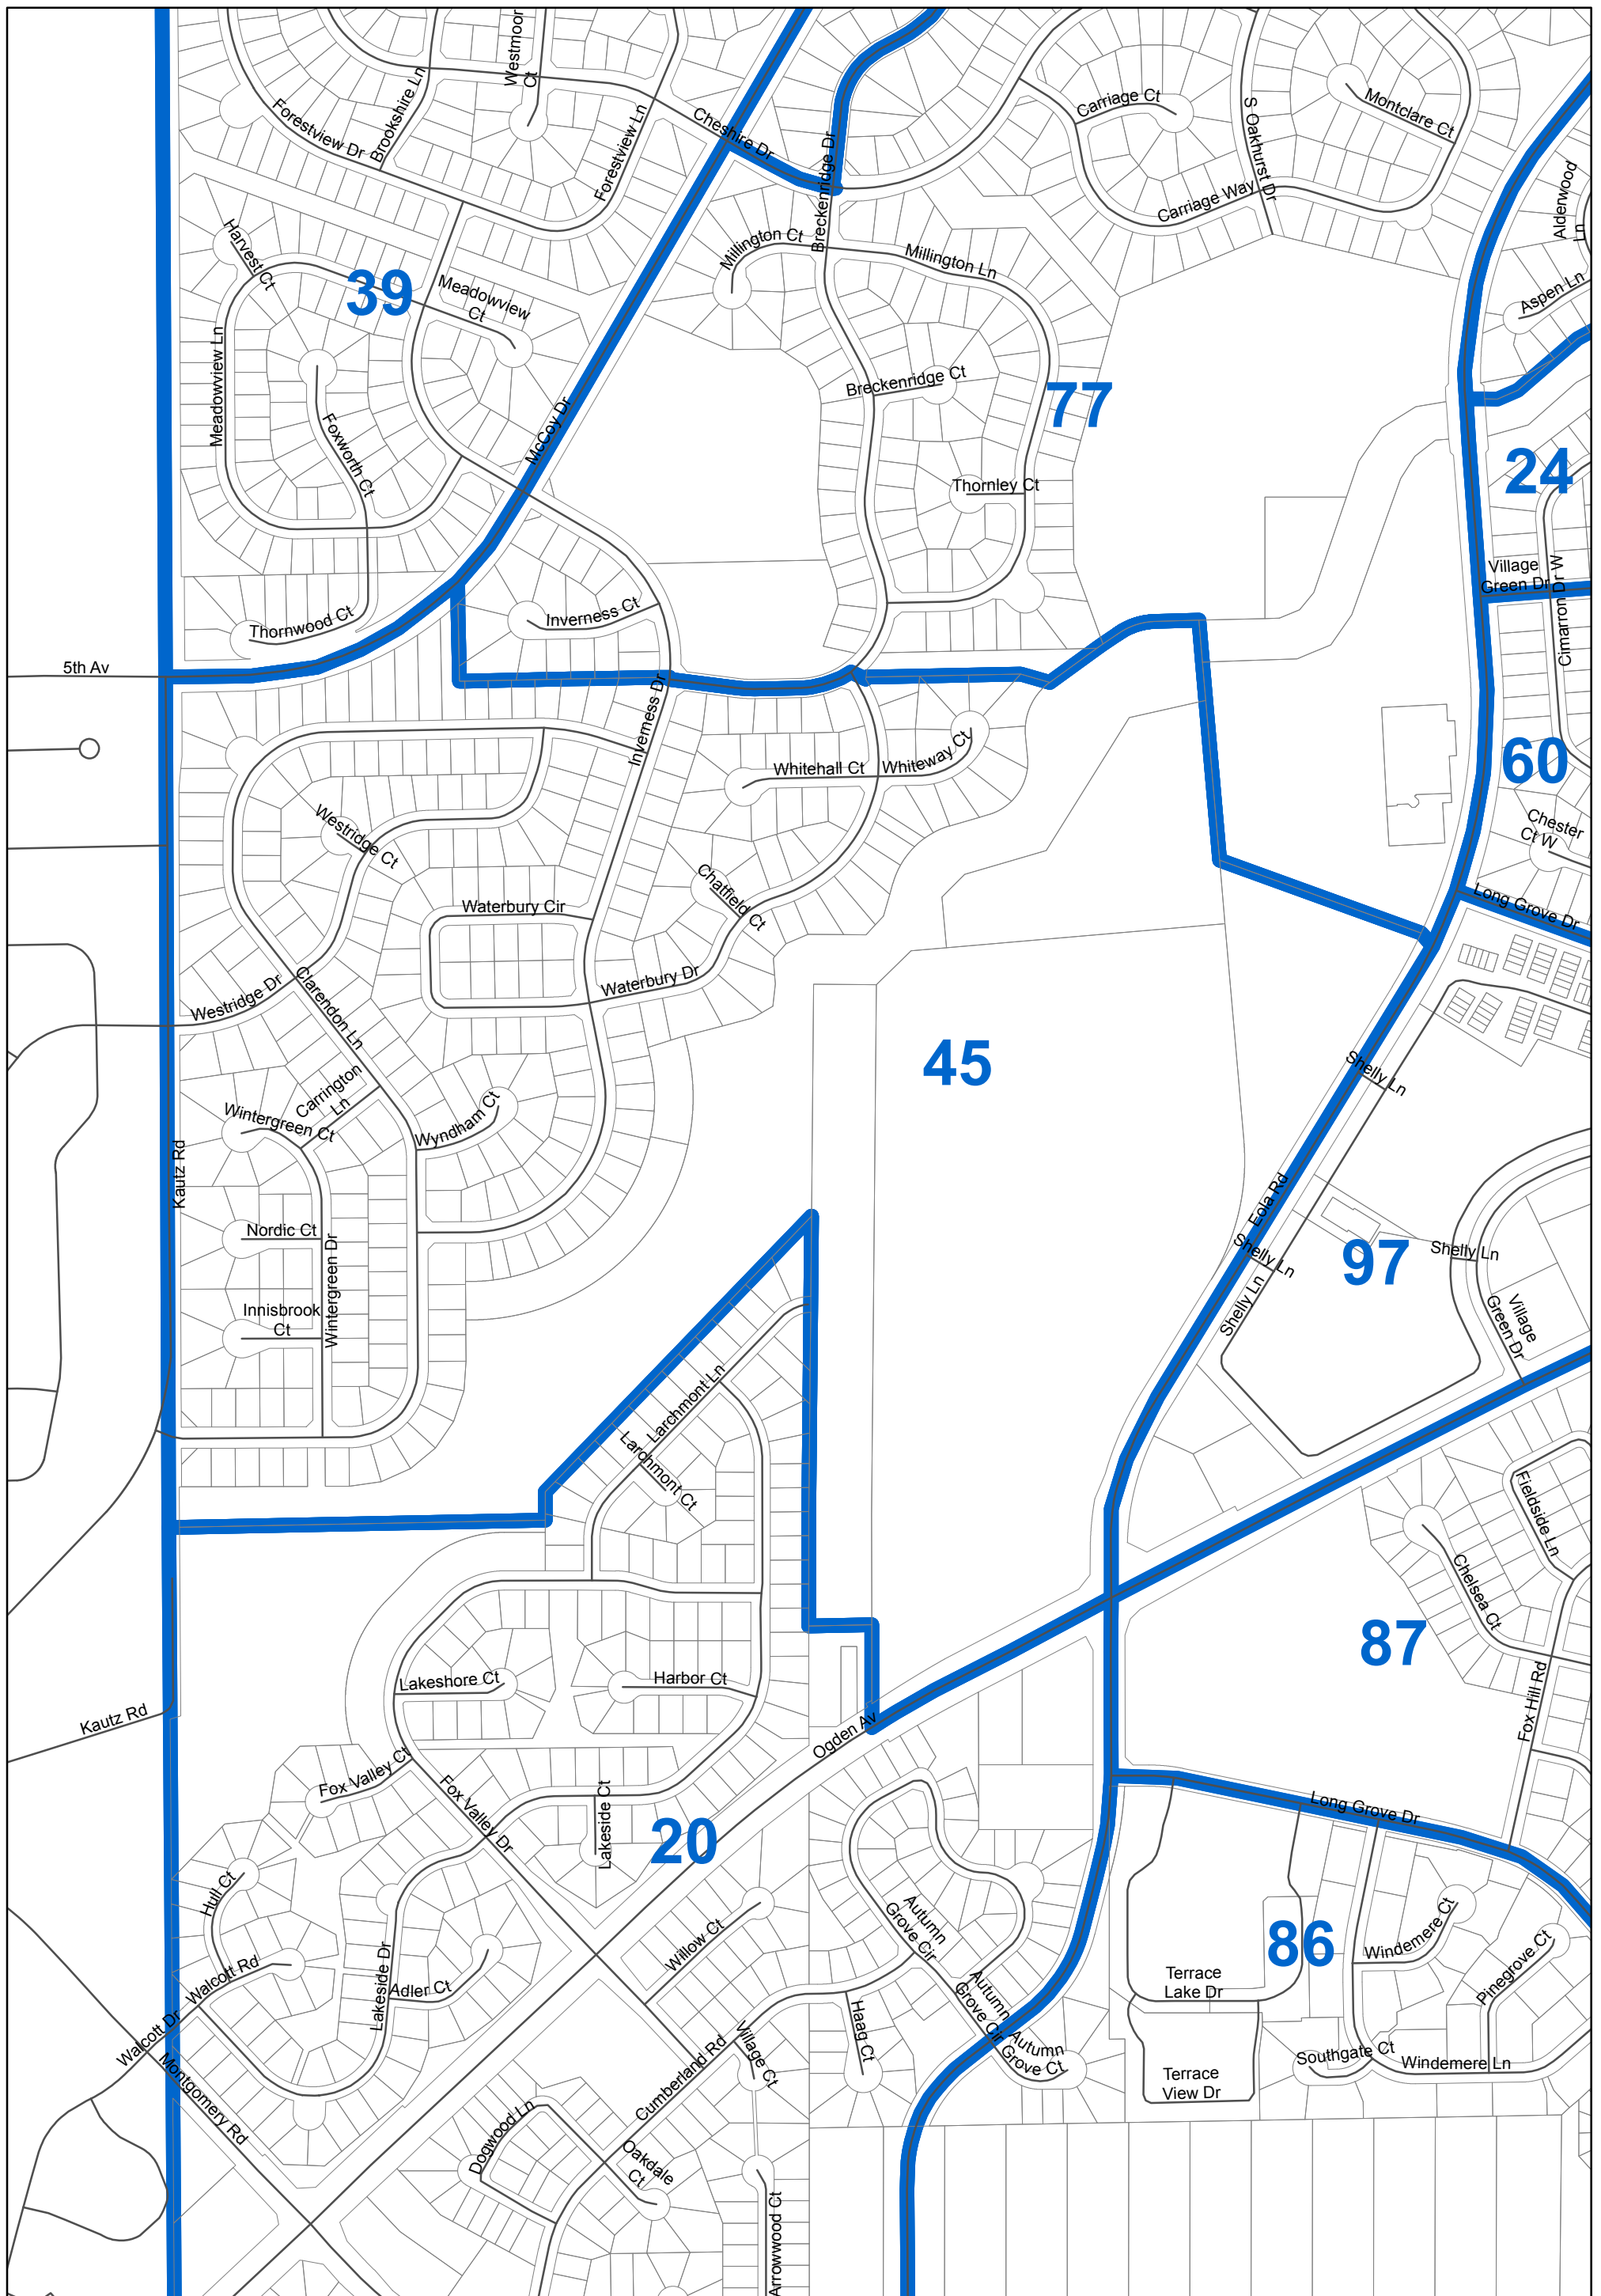 Westmoor
Ct
Brookshire Ln
Forestview Dr
Forestview Ln
Cheshire Dr
Breckenridge Dr
Carriage Ct
S Oakhurst Dr
Montclare Ct
Carriage Way
Alderwood
Ln
Aspen Ln
Harvest Ct
39
Meadowview
Ct
Millington Ct
Millington Ln
Meadowview Ln
Foxworth Ct
McCoy Dr
Breckenridge Ct
77
Thornley Ct
24
Village
Green Dr
Cimarron Dr W
Thornwood Ct
Inverness Ct
5th Av
Inverness Dr
Whitehall Ct
Whiteway Ct
60
Chester
Ct W
Westridge Ct
Chatfield Ct
Waterbury Cir
Long Grove Dr
Waterbury Dr
Westridge Dr
Clarendon Ln
45
Shelly Ln
Carrington
Ln
Wintergreen Ct
Wyndham Ct
Kautz Rd
Eola Rd
Nordic Ct
Wintergreen Dr
Shelly Ln
97
Shelly Ln
Shelly Ln
Village
Green Dr
Innisbrook
Ct
Larchmont Ln
Larchmont Ct
Fieldside Ln
Chelsea Ct
87
Lakeshore Ct
Harbor Ct
Fox Hill Rd
Kautz Rd
Ogden Av
Fox Valley Ct
Fox Valley Dr
Lakeside Ct
20
Long Grove Dr
Hull Ct
Autumn
Grove Cir
Willow Ct
86
Windemere Ct
Pinegrove Ct
Walcott Rd
Lakeside Dr
Adler Ct
Terrace
Lake Dr
Autumn
Grove Cir
Walcott Dr
Haag Ct
Village Ct
Autumn
Grove Ct
Southgate Ct
Windemere Ln
Montgomery Rd
Cumberland Rd
Terrace
View Dr
Dogwood Ln
Oakdale
Ct
Arrowwood Ct